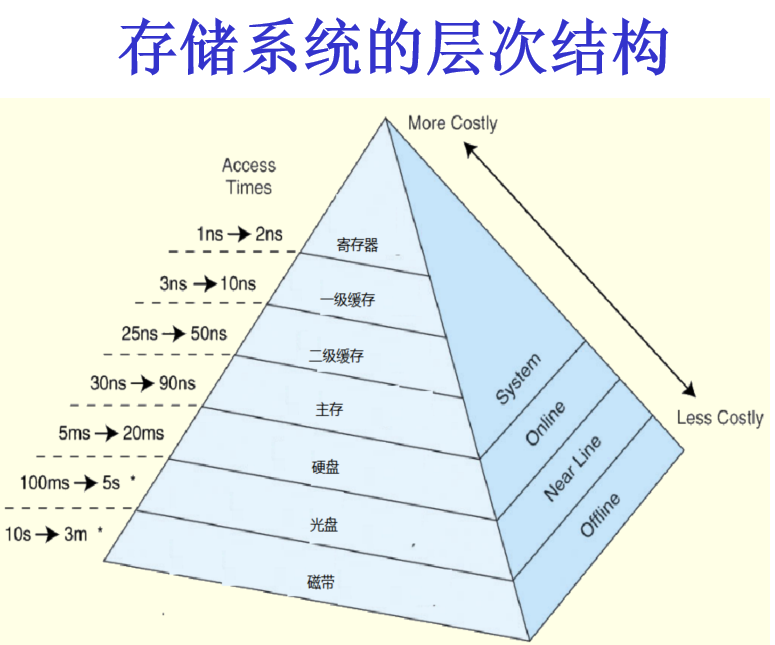 存储系统的层次结构
More Costly
Access
Times
1ns → 2ns
寄存器
3ns → 10ns
一级缓存
25ns → 50ns
二级缓存
30ns → 90ns
主存
5ms → 20ms
硬盘
100ms → 5s *
光盘
10s → 3m *
磁带
System
Online
Near Line
Offline
Less Costly